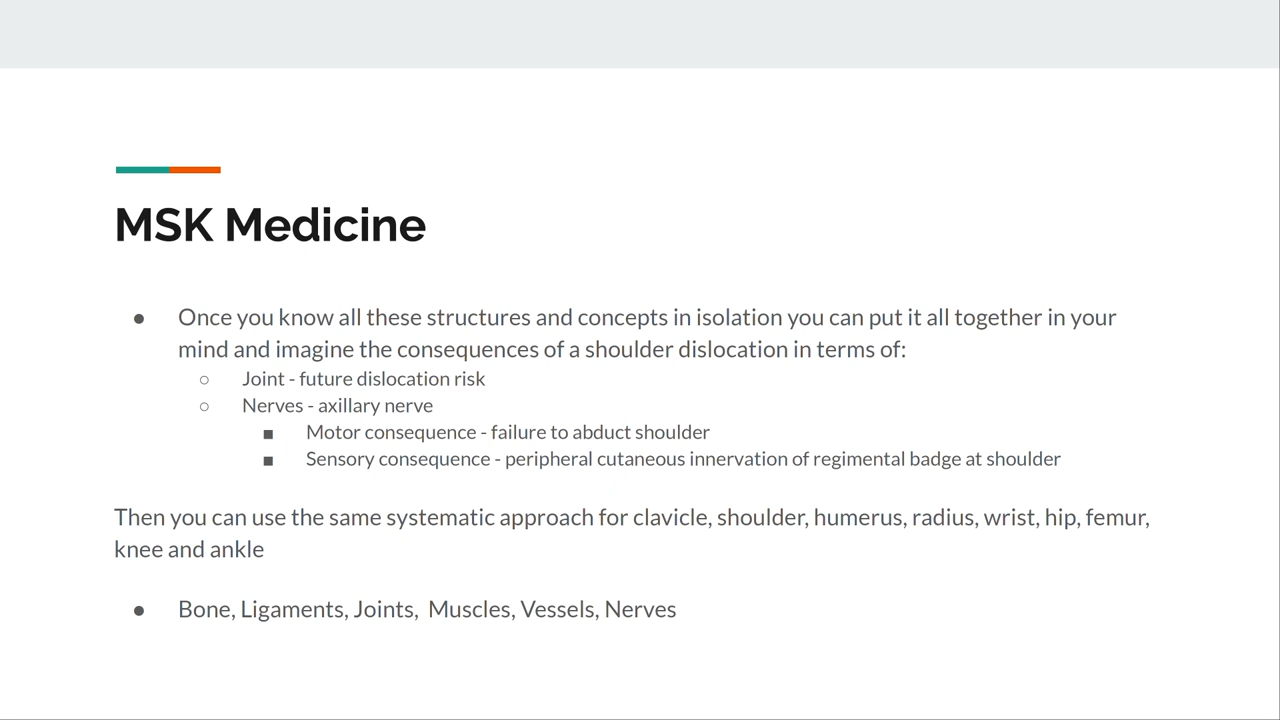 MSK Medicine
● Once you know all these structures and concepts in isolation you can put it all together in your
mind and imagine the consequences of a shoulder dislocation in terms of:
○ Joint - future dislocation risk
○ Nerves - axillary nerve
■ Motor consequence - failure to abduct shoulder
■ Sensory consequence - peripheral cutaneous innervation of regimental badge at shoulder
Then you can use the same systematic approach for clavicle, shoulder, humerus, radius, wrist, hip, femur,
knee and ankle
● Bone, Ligaments, Joints,  Muscles, Vessels, Nerves